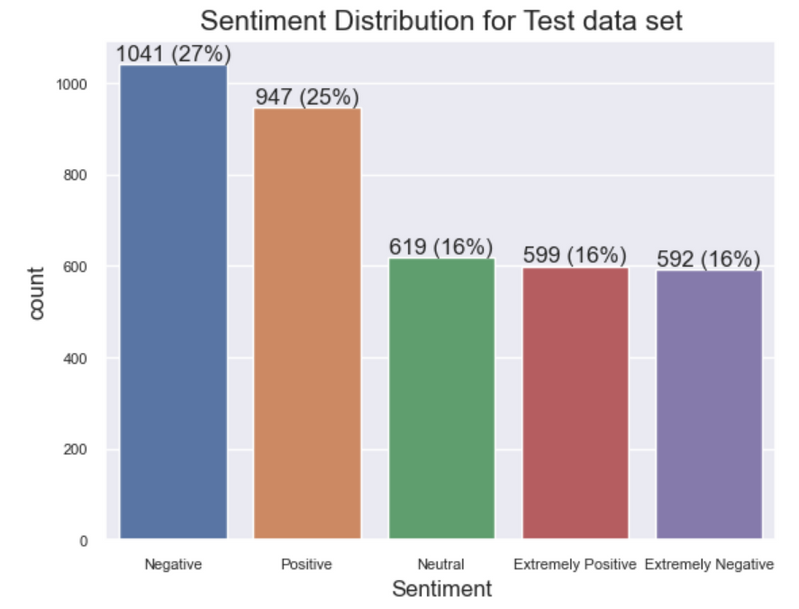 Sentiment Distribution for Test data set
1041 (27%)
947 (25%)
619 (16%)
599 (16%)
592 (16%)
1000
800
600
400
200
0
count
Negative
Positive
Neutral
Extremely Positive
Extremely Negative
Sentiment